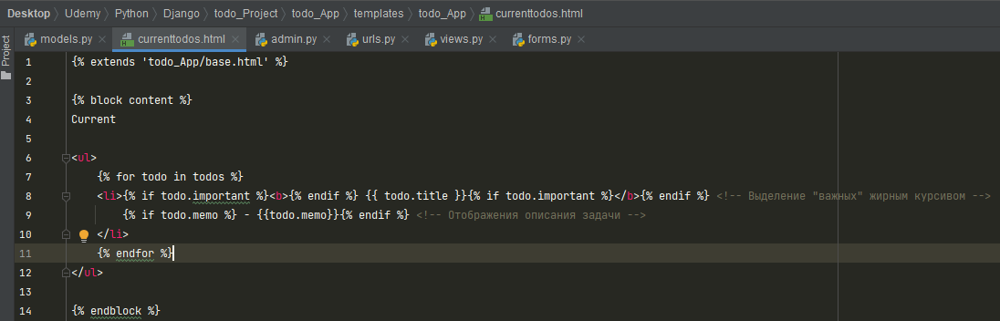 Desktop Udemy Python Django todo_Project todo_App templates todo_App currenttodos.html
Project
models.py currenttodos.html admin.py urls.py views.py forms.py
1 {% extends 'todo_App/base.html' %}
2
3 {% block content %}
4 Current
5
6 <ul>
7 {% for todo in todos %}
8 <li>{% if todo.important %}<b>{% endif %} {{ todo.title }}{% if todo.important %}</b>{% endif %} <!-- Выделение "важных" жирным курсивом -->
9 {% if todo.memo %} - {{todo.memo}}{% endif %} <!-- Отображения описания задачи -->
10 </li>
11 {% endfor %}
12 </ul>
13
14 {% endblock %}